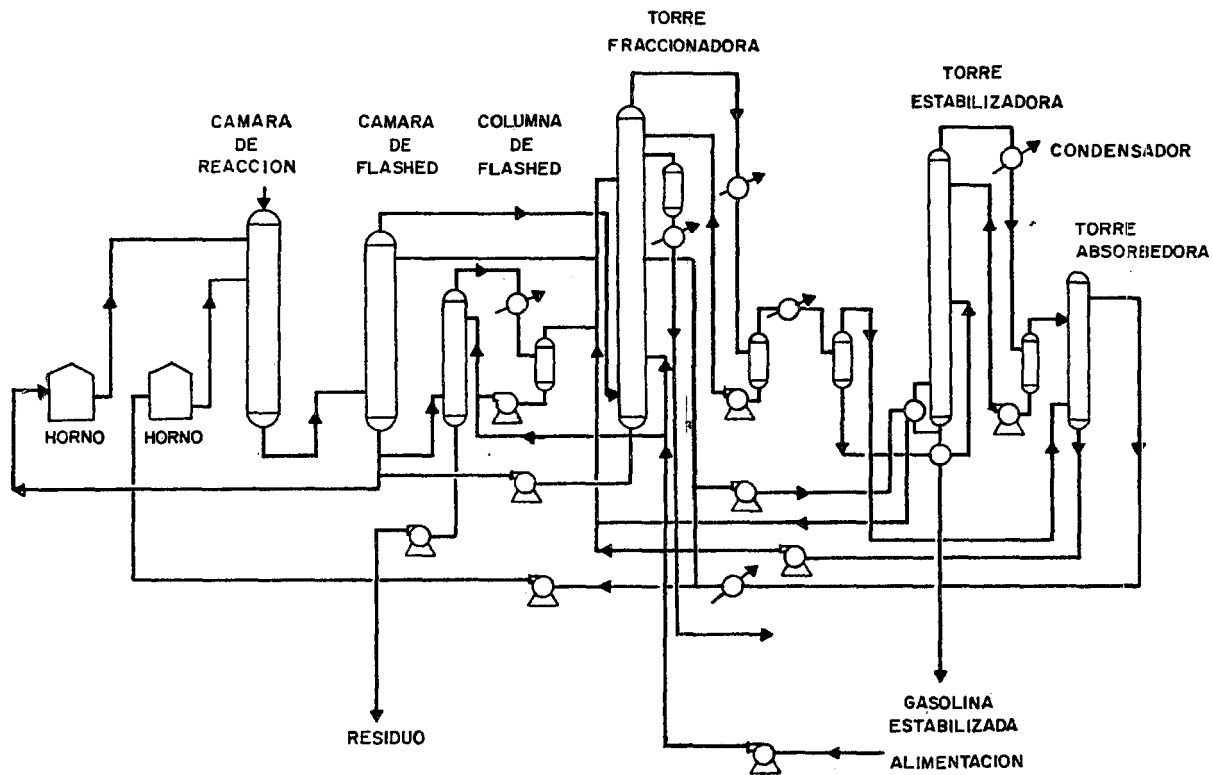 TORRE
FRACCIONADORA
TORRE
ESTABILIZADORA
CAMARA
DE
REACCION
CAMARA
DE
FLASHED
COLUMNA
DE
FLASHED
CONDENSADOR
TORRE
ABSORBEDORA
HORNO
HORNO
GASOLINA
ESTABILIZADA
RESIDUO
ALIMENTACION